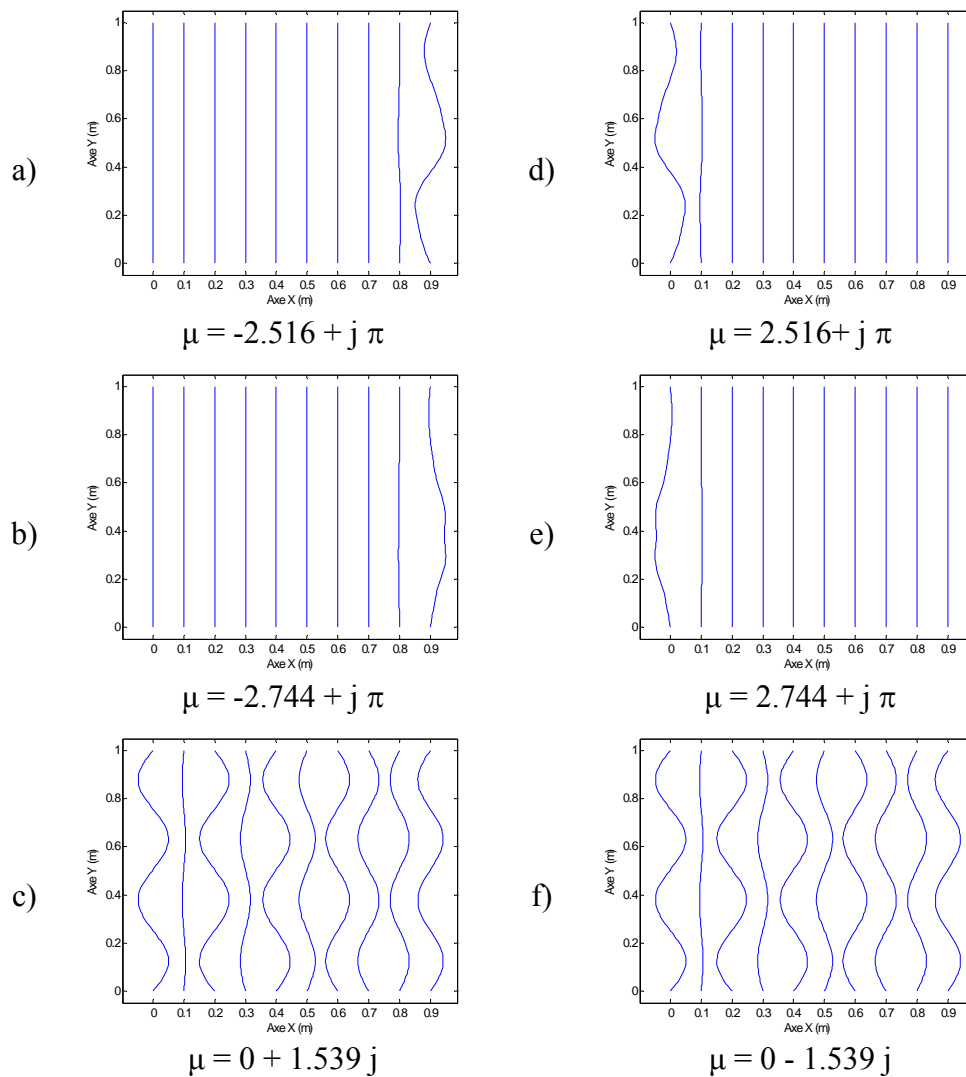 a)
1
0.8
0.6
0.4
0.2
0
Axe Y (m)
0 0.1 0.2 0.3 0.4 0.5 0.6 0.7 0.8 0.9
Axe X (m)
μ = -2.516 + j π
d)
1
0.8
0.6
0.4
0.2
0
Axe Y (m)
0 0.1 0.2 0.3 0.4 0.5 0.6 0.7 0.8 0.9
Axe X (m)
μ = 2.516+ j π
b)
1
0.8
0.6
0.4
0.2
0
Axe Y (m)
0 0.1 0.2 0.3 0.4 0.5 0.6 0.7 0.8 0.9
Axe X (m)
μ = -2.744 + j π
e)
1
0.8
0.6
0.4
0.2
0
Axe Y (m)
0 0.1 0.2 0.3 0.4 0.5 0.6 0.7 0.8 0.9
Axe X (m)
μ = 2.744 + j π
c)
1
0.8
0.6
0.4
0.2
0
Axe Y (m)
0 0.1 0.2 0.3 0.4 0.5 0.6 0.7 0.8 0.9
Axe X (m)
μ = 0 + 1.539 j
f)
1
0.8
0.6
0.4
0.2
0
Axe Y (m)
0 0.1 0.2 0.3 0.4 0.5 0.6 0.7 0.8 0.9
Axe X (m)
μ = 0 - 1.539 j